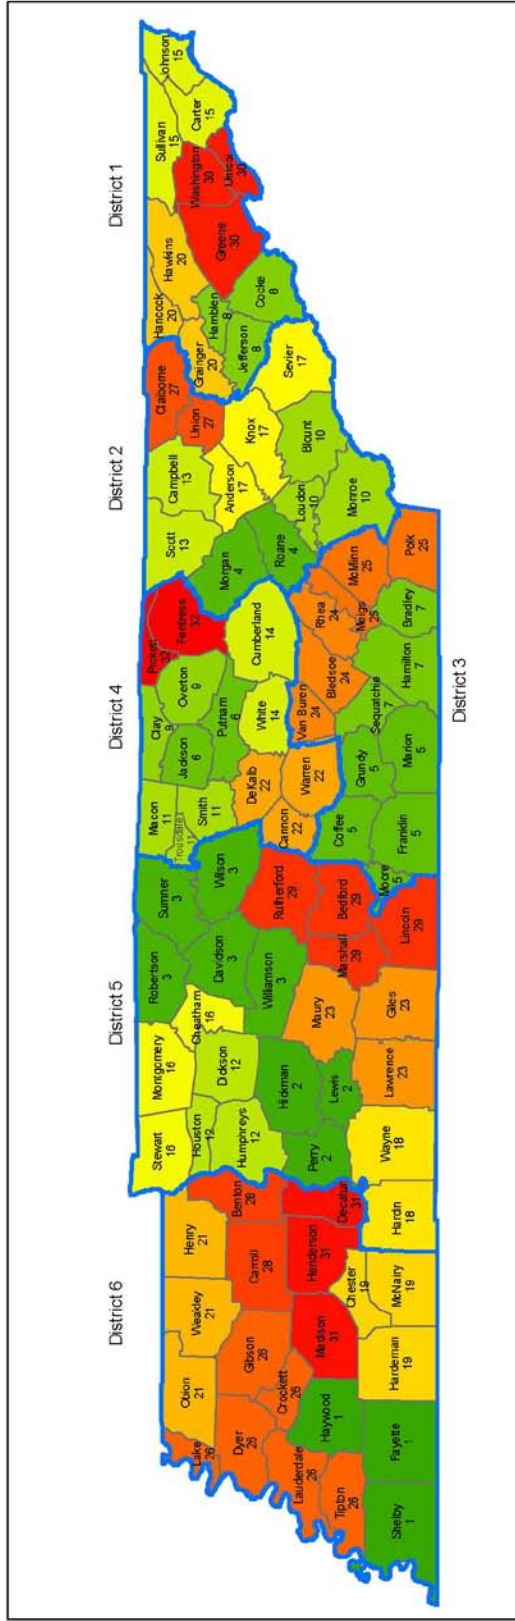 District 6
District 5
District 4
District 2
District 1
District 3
Lake
26
Obion
21
Weakley
21
Henry
21
Dyer
26
Gibson
26
Carroll
28
Benton
28
Lauderdale
26
Crockett
26
Tipton
26
Haywood
1
Madison
31
Henderson
31
Decatur
31
Chester
19
Shelby
1
Fayette
1
Hardeman
19
McNairy
19
Hardin
18
Stewart
16
Montgomery
16
Robertson
3
Sumner
3
Houston
12
Humphreys
12
Dickson
12
Cheatham
16
Davidson
3
Wilson
3
Perry
2
Hickman
2
Williamson
3
Rutherford
29
Lewis
2
Maury
23
Marshall
29
Bedford
29
Wayne
18
Lawrence
23
Giles
23
Lincoln
29
Macon
11
Trousdale
11
Smith
11
Clay
9
Jackson
6
Overton
9
Putnam
6
Pickett
32
Fentress
32
DeKalb
22
White
14
Cumberland
14
Cannon
22
Warren
22
Van Buren
24
Bledsoe
24
Rhea
24
Coffee
5
Grundy
5
Sequatchie
7
Moore
5
Franklin
5
Marion
5
Hamilton
7
Bradley
7
Meigs
25
McMinn
25
Polk
25
Scott
13
Campbell
13
Claiborne
27
Union
27
Morgan
4
Anderson
17
Knox
17
Roane
4
Loudon
10
Blount
10
Monroe
10
Sevier
17
Hancock
20
Hawkins
20
Grainger
20
Hamblen
8
Jefferson
8
Cocke
8
Greene
30
Washington
30
Unicoi
30
Sullivan
15
Carter
15
Johnson
15